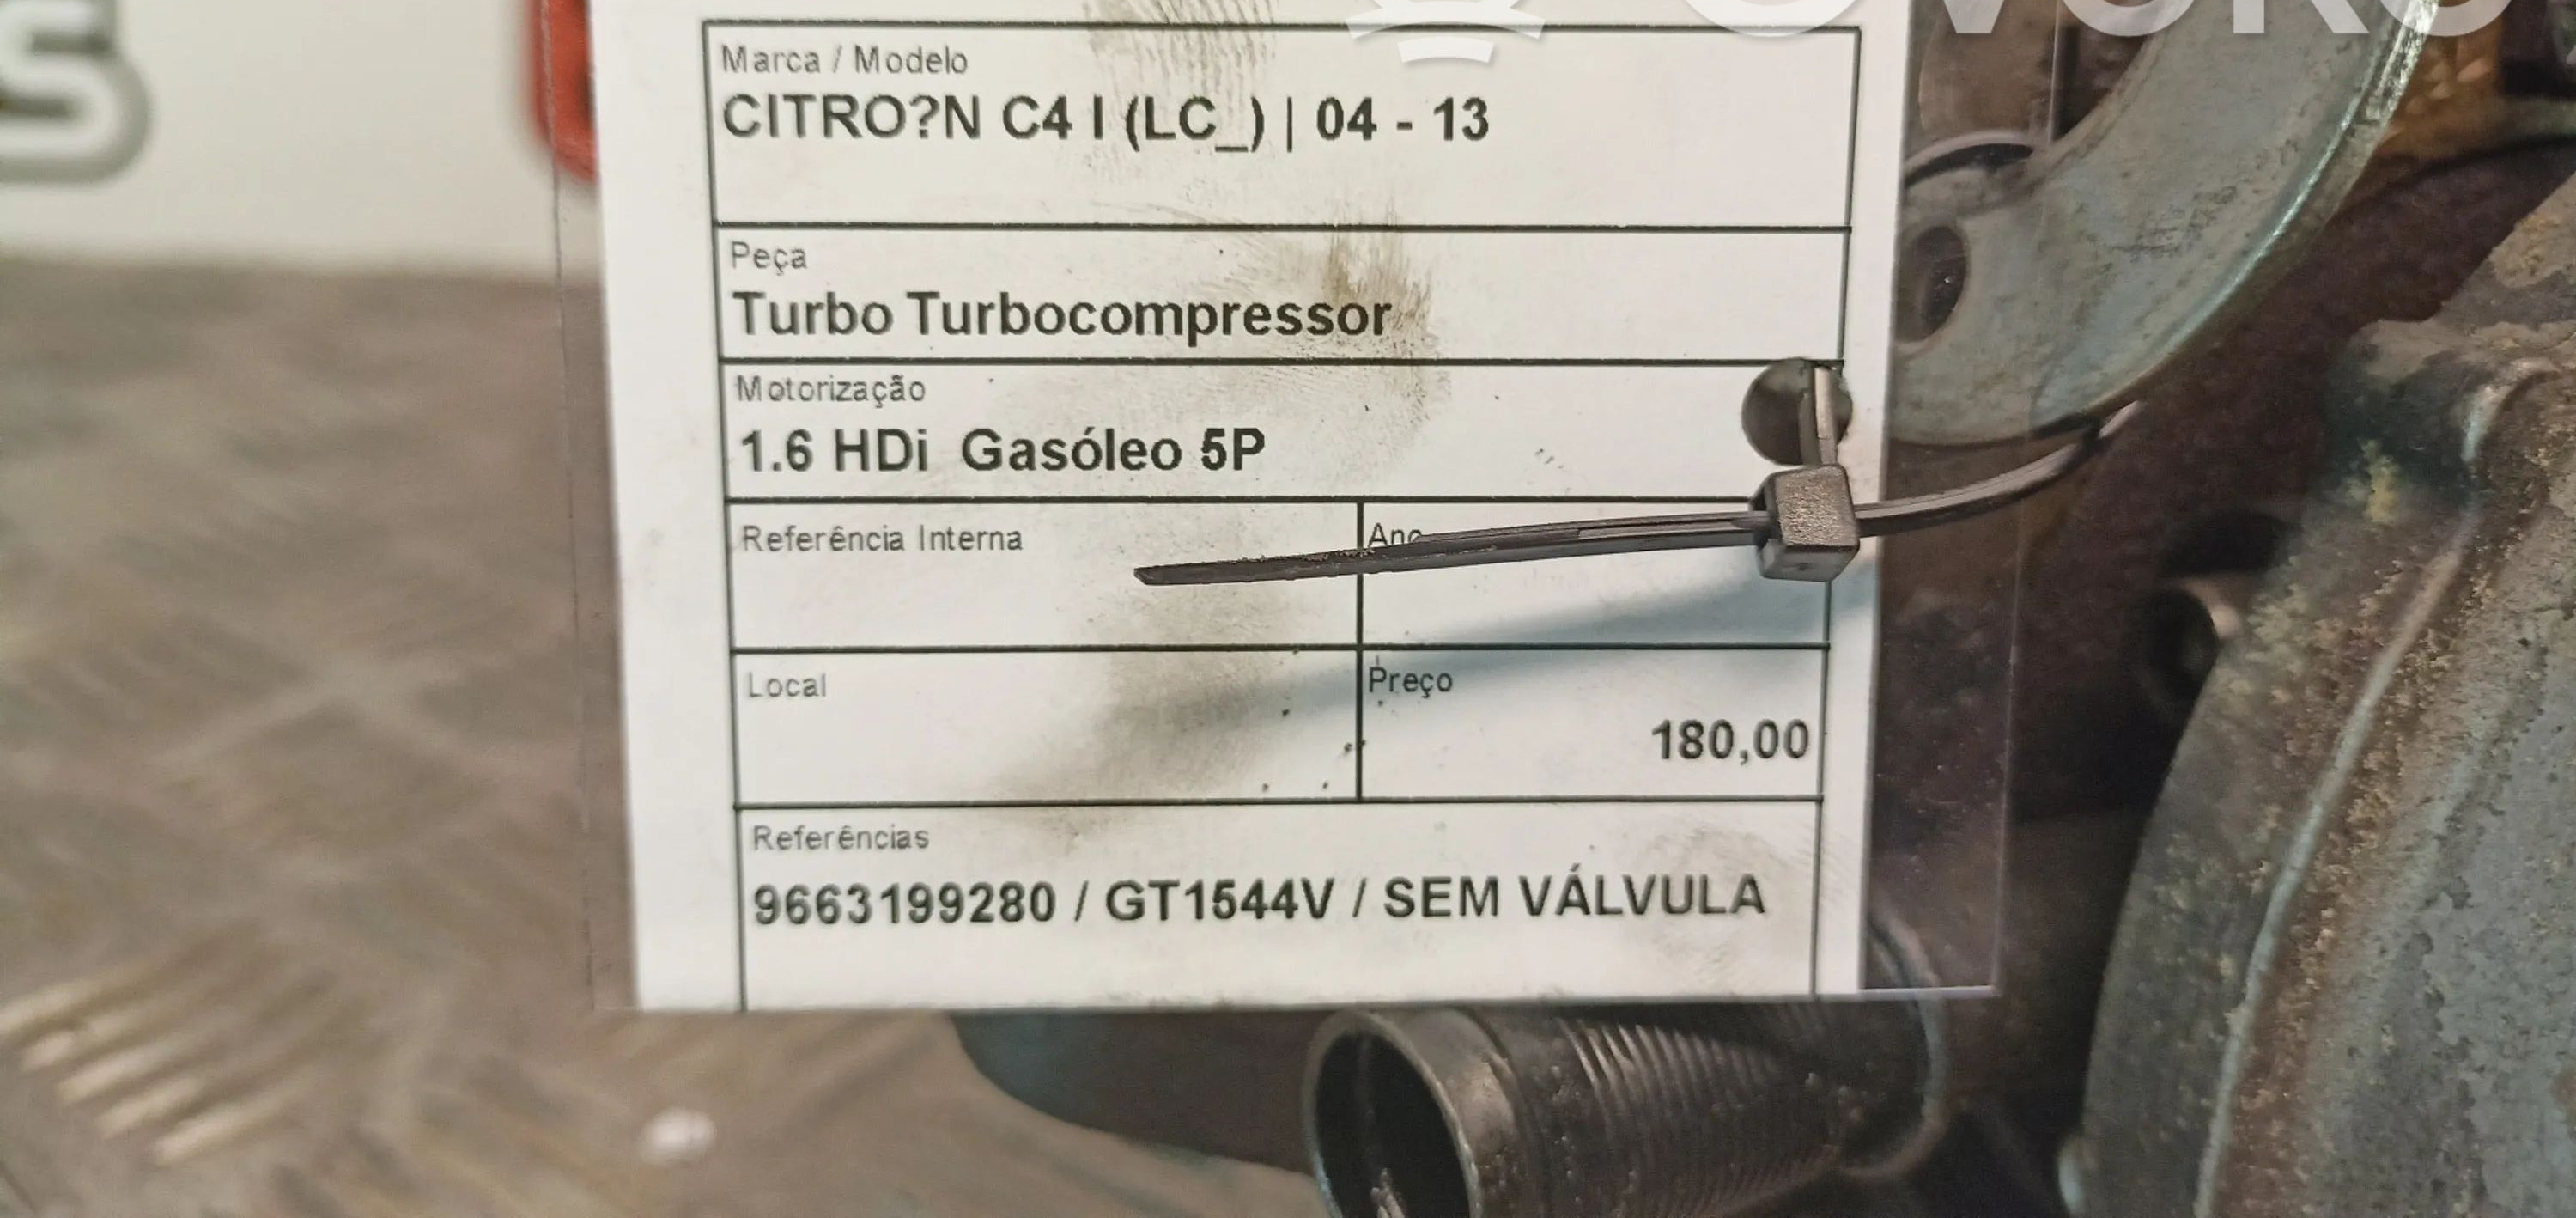 Marca / Modelo
CITRO?N C4 I (LC_) | 04 - 13
Peça
Turbo Turbocompressor
Motorização
1.6 HDi Gasóleo 5P
Referência Interna
Local
Preço
180,00
Referências
9663199280 / GT1544V / SEM VÁLVULA